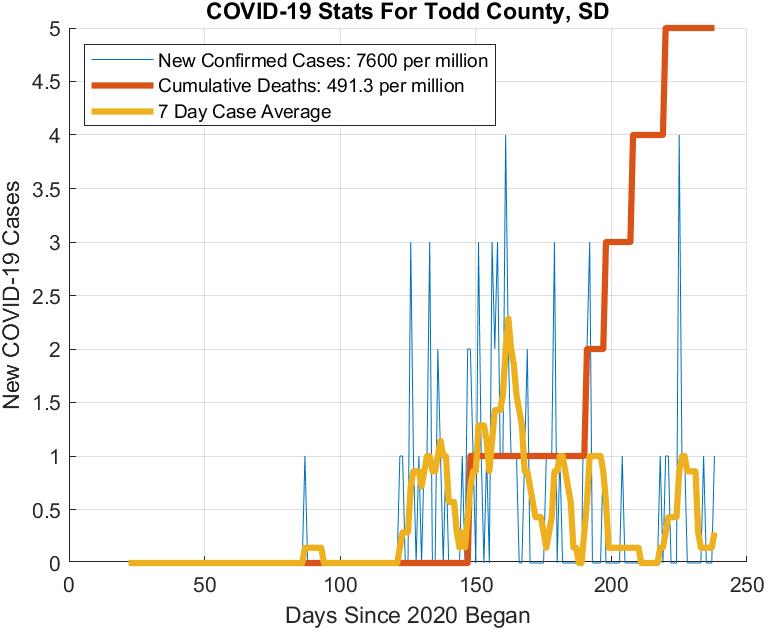 COVID-19 Stats For Todd County, SD
New Confirmed Cases: 7600 per million
Cumulative Deaths: 491.3 per million
7 Day Case Average
New COVID-19 Cases
5
4.5
4
3.5
3
2.5
2
1.5
1
0.5
0
0 50 100 150 200 250
Days Since 2020 Began